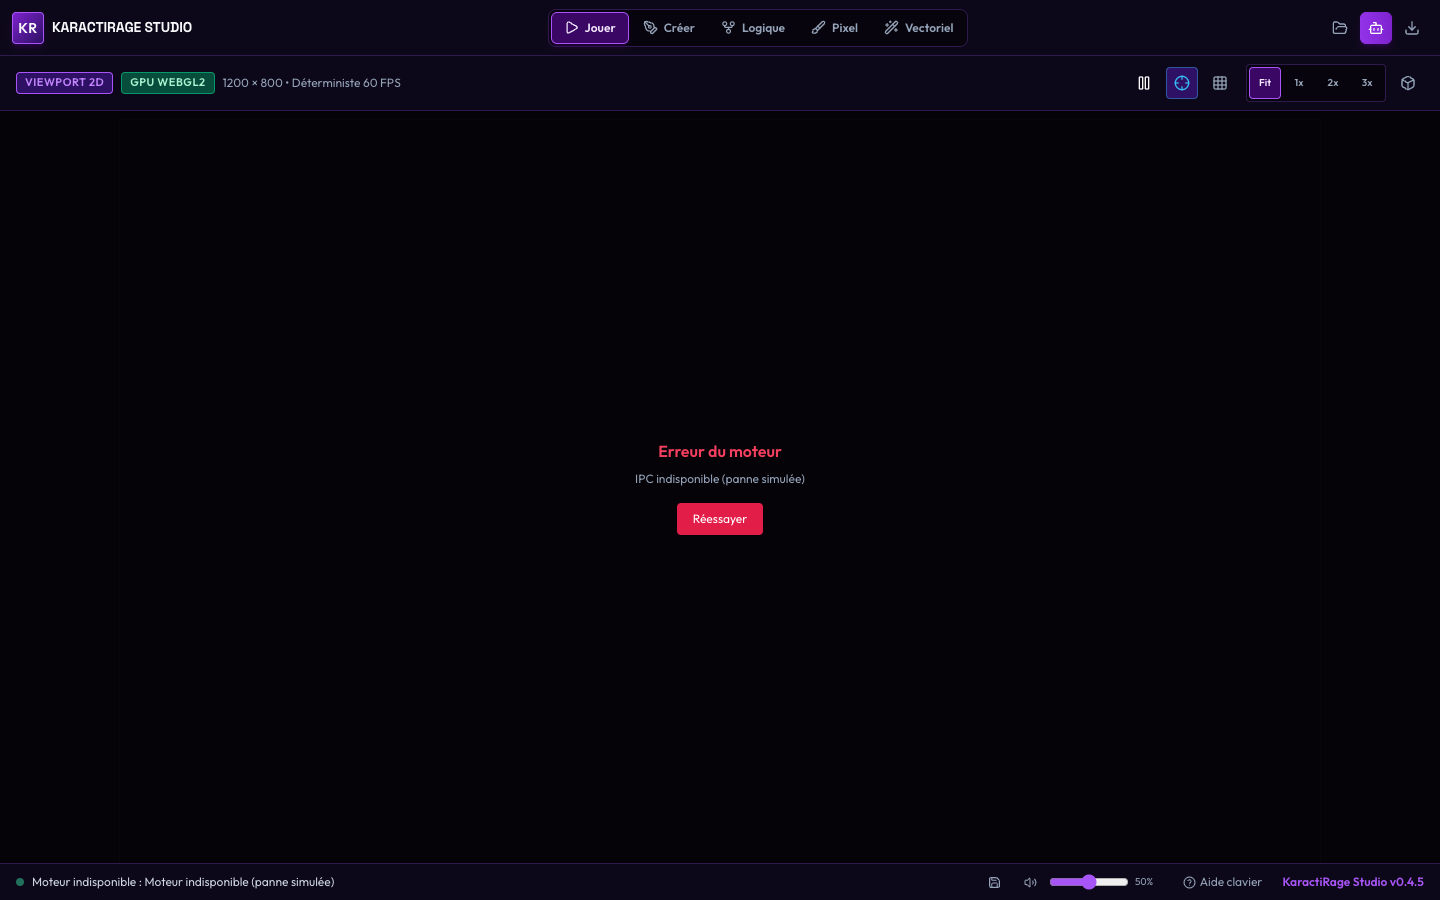 KR KARACTIRAGE STUDIO Jouer Créer Logique Pixel Vectoriel
VIEWPORT 2D GPU WEBGL2 1200 × 800 • Déterministe 60 FPS Fit 1x 2x 3x
Erreur du moteur
IPC indisponible (panne simulée)
Réessayer
Moteur indisponible : Moteur indisponible (panne simulée) 50% Aide clavier KaractiRage Studio v0.4.5